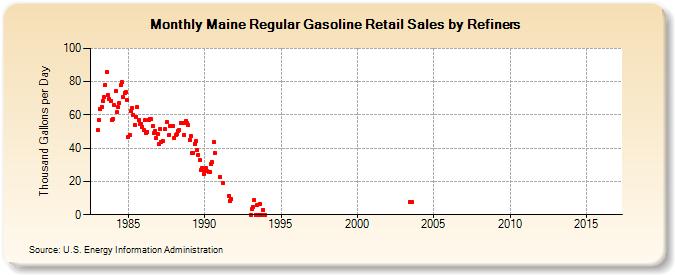 Monthly Maine Regular Gasoline Retail Sales by Refiners
Thousand Gallons per Day
100
80
60
40
20
0
1985 1990 1995 2000 2005 2010 2015
Source: U.S. Energy Information Administration